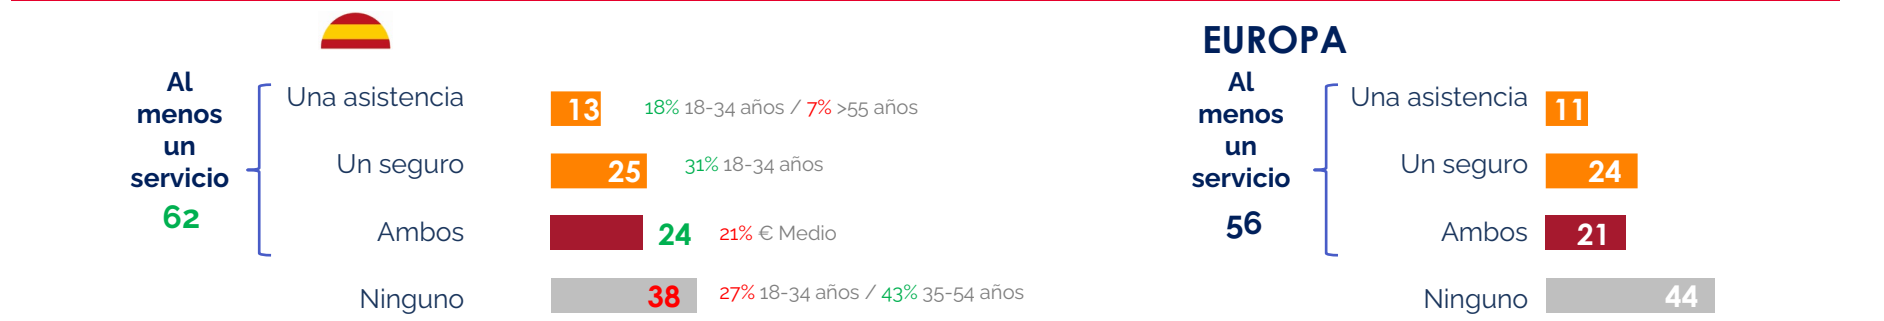 Al
menos
un
servicio
62
Una asistencia
13
18% 18-34 años / 7% >55 años
Un seguro
25
31% 18-34 años
Ambos
24
21% € Medio
Ninguno
38
27% 18-34 años / 43% 35-54 años
EUROPA
Al
menos
un
servicio
56
Una asistencia
11
Un seguro
24
Ambos
21
Ninguno
44